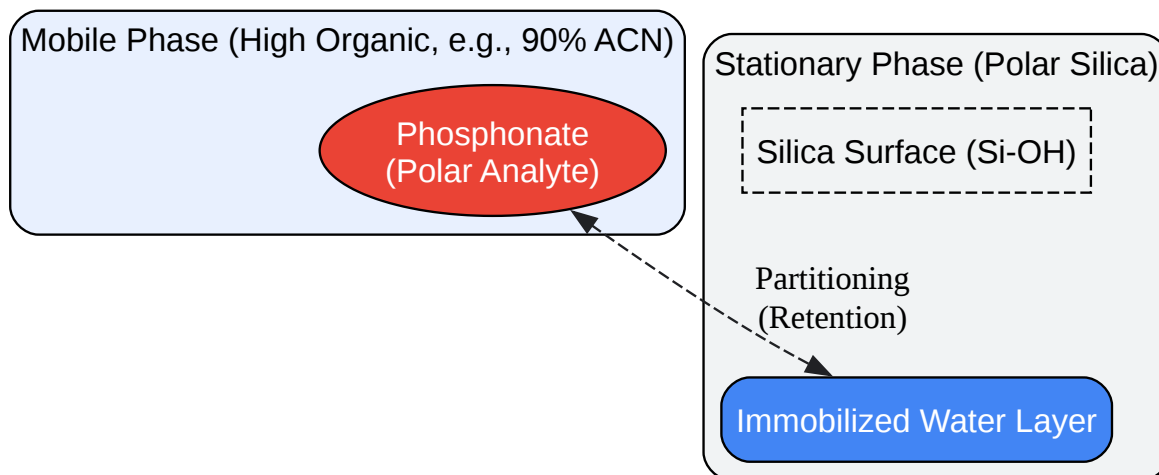 Mobile Phase (High Organic, e.g., 90% ACN)
Phosphonate
(Polar Analyte)
Stationary Phase (Polar Silica)
Silica Surface (Si-OH)
Partitioning
(Retention)
Immobilized Water Layer